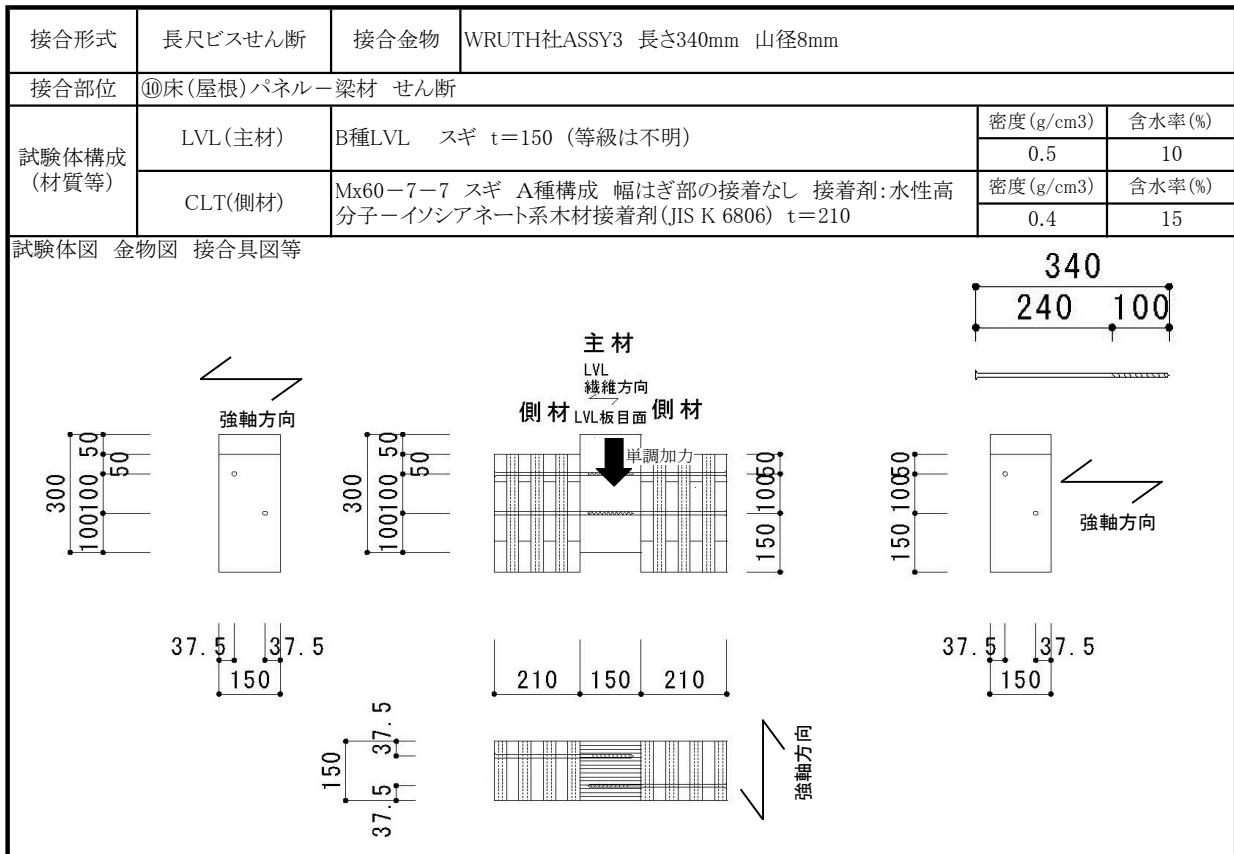 接合形式 長尺ビスせん断 接合金物 WRUTH社ASSY3 長さ340mm 山径8mm
接合部位 ⑩床(屋根)パネル－梁材 せん断
試験体構成
(材質等)
LVL(主材) B種LVL スギ t＝150 (等級は不明)
密度(g/cm3) 含水率(%)
0.5 10
CLT(側材) Mx60－7－7 スギ A種構成 幅はぎ部の接着なし 接着剤：水性高
分子－イソシアネート系木材接着剤(JIS K 6806) t＝210
密度(g/cm3) 含水率(%)
0.4 15
試験体図 金物図 接合具図等
340
240 100
強軸方向
300
50
50
100
100
150
37.5 37.5
主材
LVL
繊維方向
側材 LVL板目面 側材
単調加力
300
50
50
100
100
50
100
150
210 150 210
強軸方向
50
100
150
150
37.5 37.5
150
37.5
37.5
強軸方向